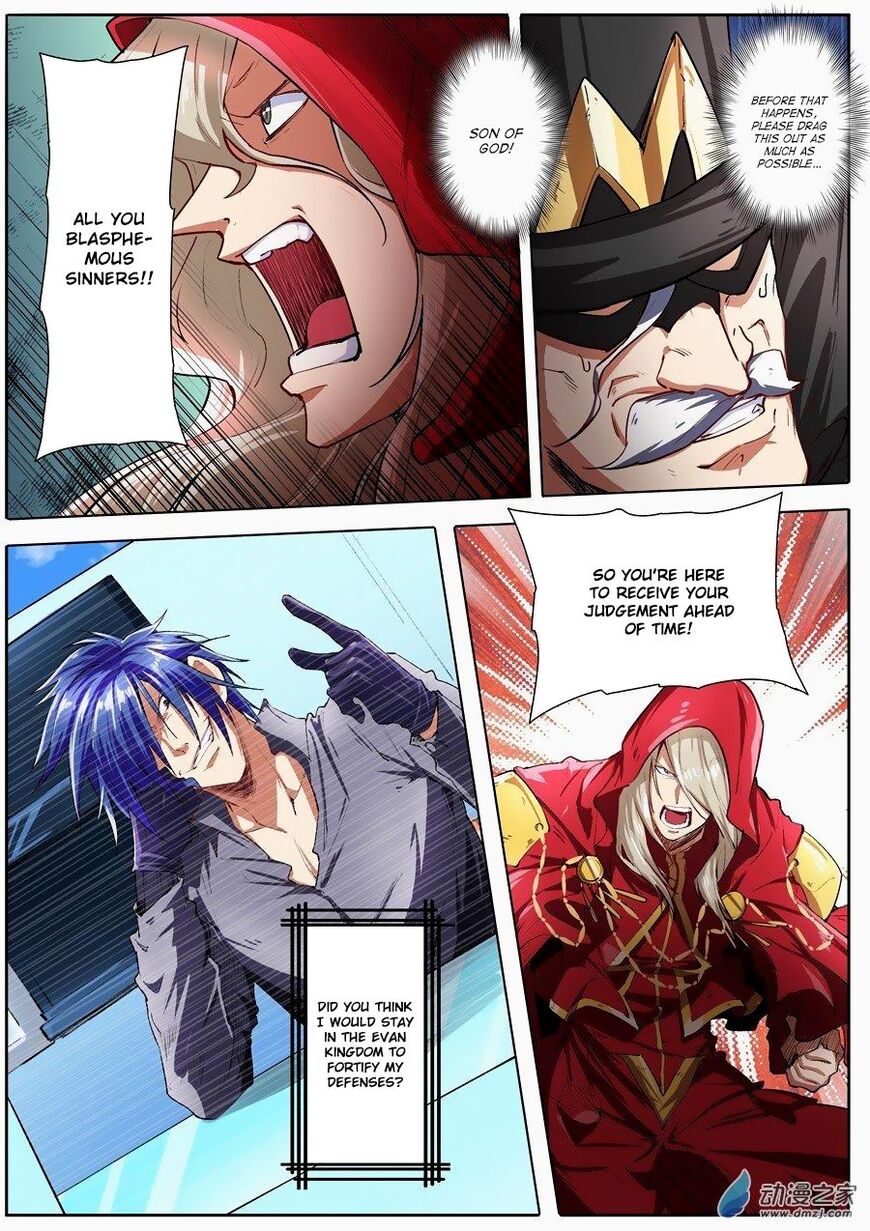 BEFORE THAT
HAPPENS,
PLEASE DRAG
THIS OUT AS
MUCH AS
POSSIBLE...
SON OF
GOD!
ALL YOU
BLASPHE-
MOUS
SINNERS!!
SO YOU'RE HERE
TO RECEIVE YOUR
JUDGEMENT AHEAD
OF TIME!
DID YOU THINK
I WOULD STAY
IN THE EVAN
KINGDOM TO
FORTIFY MY
DEFENSES?
动漫之家
www.dmzj.com